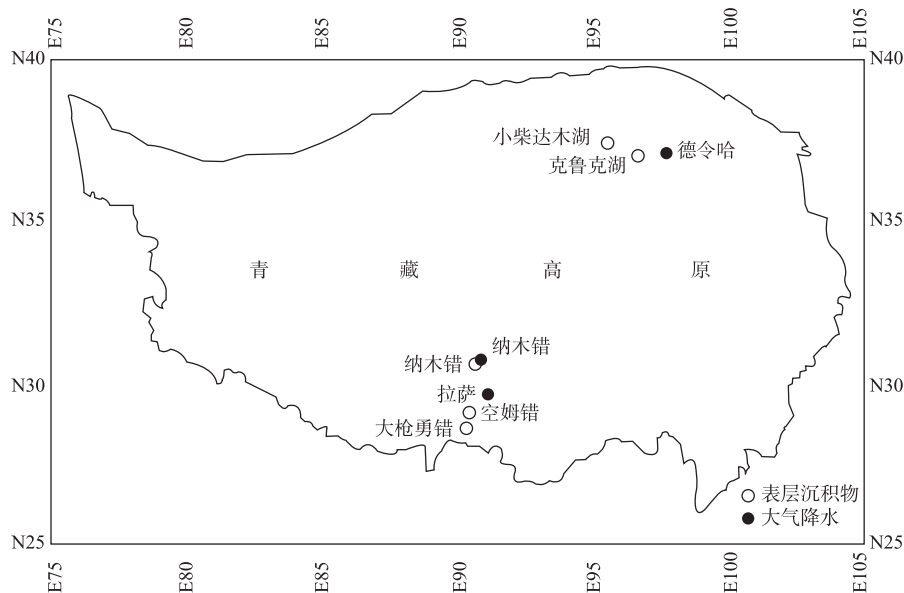 E75 E80 E85 E90 E95 E100 E105
N40 N40
小柴达木湖
克鲁克湖
德令哈
N35 N35
青 藏 高 原
纳木错
纳木错
N30 N30
拉萨
空姆错
大枪勇错
表层沉积物
大气降水
N25 N25
E75 E80 E85 E90 E95 E100 E105